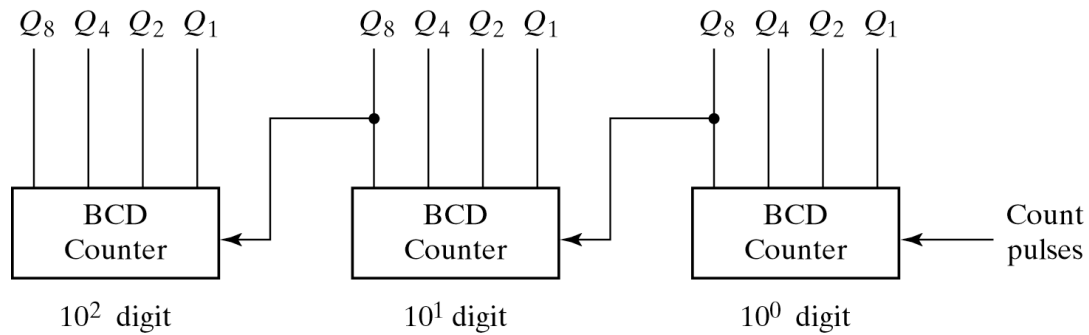 Q₈ Q₄ Q₂ Q₁ Q₈ Q₄ Q₂ Q₁ Q₈ Q₄ Q₂ Q₁
BCD Counter
BCD Counter
BCD Counter
Count pulses
10² digit 10¹ digit 10⁰ digit